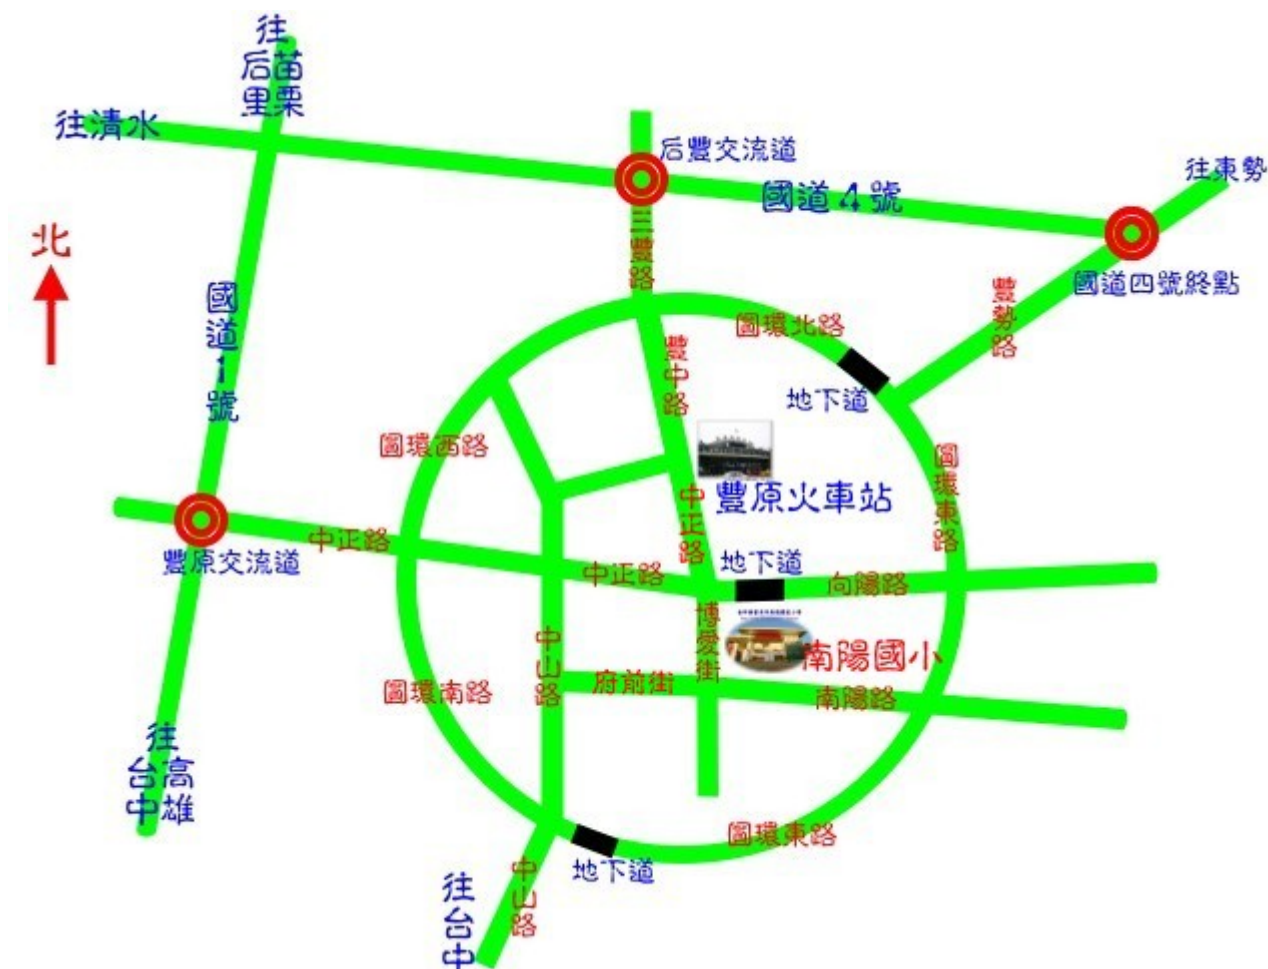 往
后苗
里栗
往清水
后豐交流道
往東勢
國道4號
北
三豐路
國道四號終點
國道1號
豐勢路
圓環北路
豐中路
地下道
圓環西路
圓環東路
豐原火車站
中正路
中正路
豐原交流道
中正路
地下道
向陽路
博愛街
中山路
南陽國小
圓環南路
府前街
南陽路
往
台高
中雄
圓環東路
地下道
中山路
往台中